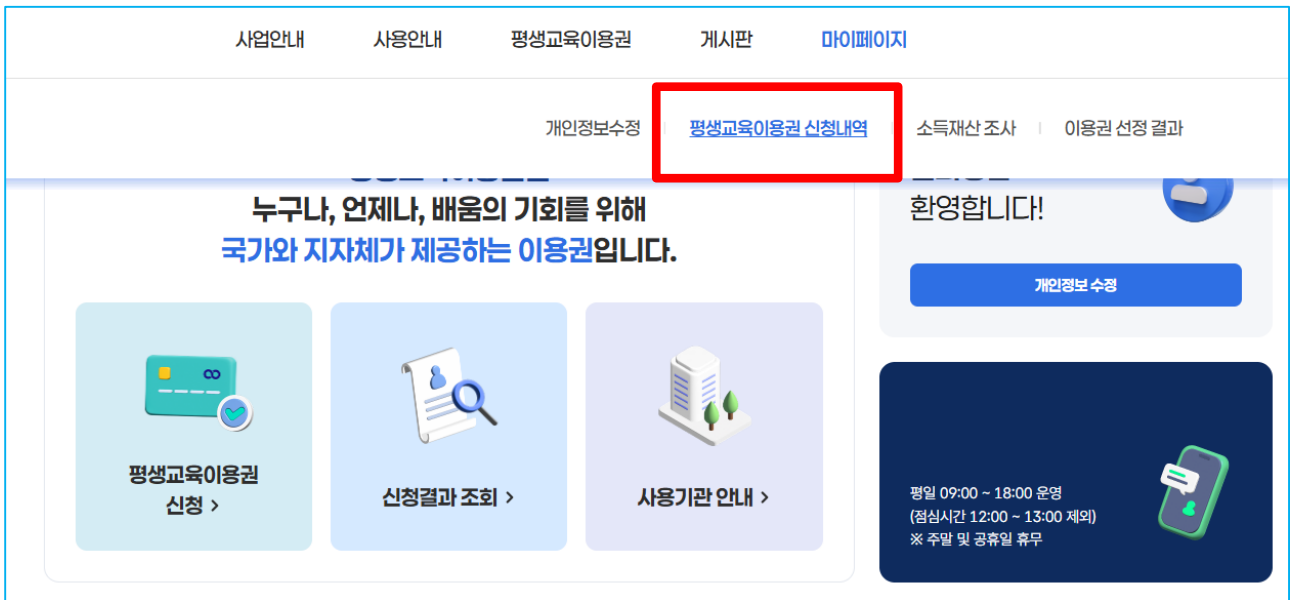 사업안내 사용안내 평생교육이용권 게시판 마이페이지
개인정보수정 평생교육이용권 신청내역 소득재산 조사 이용권 선정 결과
누구나, 언제나, 배움의 기회를 위해
국가와 지자체가 제공하는 이용권입니다.
평생교육이용권
신청 >
신청결과 조회 >
사용기관 안내 >
환영합니다!
개인정보 수정
평일 09:00 ~ 18:00 운영
(점심시간 12:00 ~ 13:00 제외)
※ 주말 및 공휴일 휴무